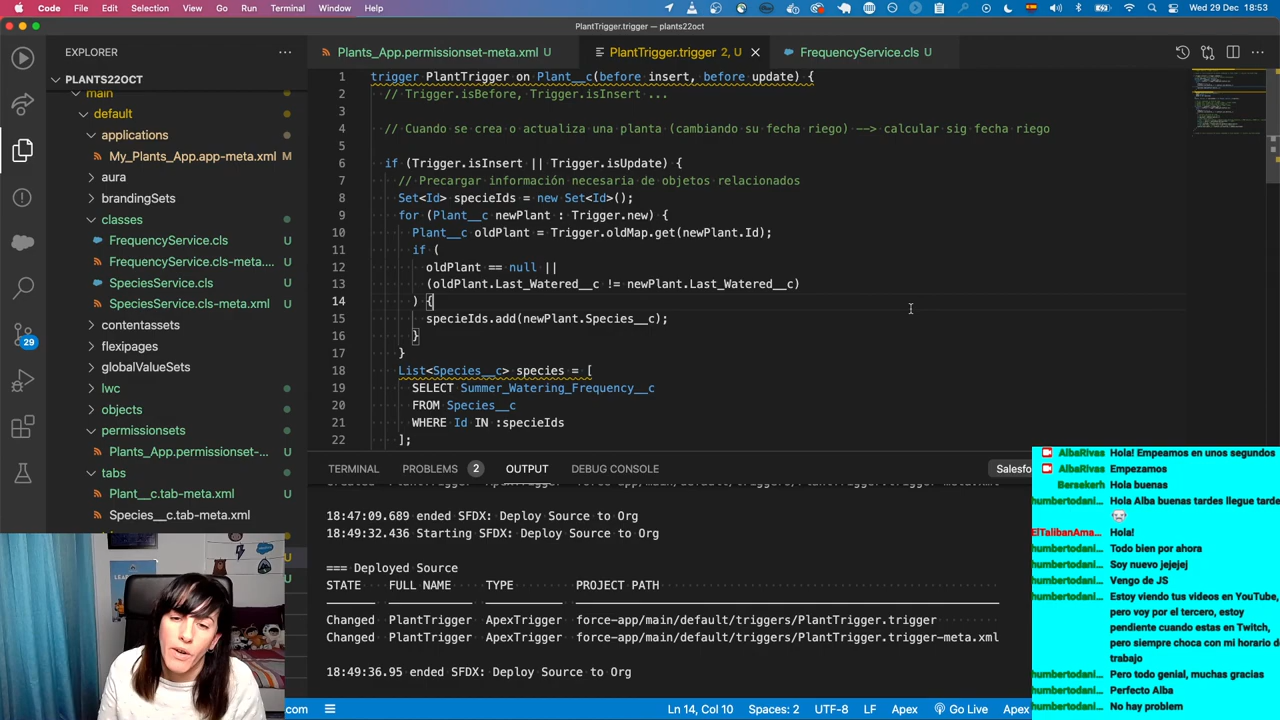 Code File Edit Selection View Go Run Terminal Window Help
Wed 29 Dec 18:53
PlantTrigger.trigger — plants22oct
EXPLORER
Plants_App.permissionset-meta.xml U
PlantTrigger.trigger 2, U
FrequencyService.cls U
PLANTS22OCT
main
default
applications
My_Plants_App.app-meta.xml M
aura
brandingSets
classes
FrequencyService.cls U
FrequencyService.cls-meta.... U
SpeciesService.cls U
SpeciesService.cls-meta.xml U
contentassets
flexipages
globalValueSets
lwc
objects
permissionsets
Plants_App.permissionset-... U
tabs
Plant__c.tab-meta.xml U
Species__c.tab-meta.xml U
29
1 trigger PlantTrigger on Plant__c(before insert, before update) {
2 // Trigger.isBefore, Trigger.isInsert ...
3
4 // Cuando se crea o actualiza una planta (cambiando su fecha riego) --> calcular sig fecha riego
5
6 if (Trigger.isInsert || Trigger.isUpdate) {
7 // Precargar información necesaria de objetos relacionados
8 Set<Id> specieIds = new Set<Id>();
9 for (Plant__c newPlant : Trigger.new) {
10 Plant__c oldPlant = Trigger.oldMap.get(newPlant.Id);
11 if (
12 oldPlant == null ||
13 (oldPlant.Last_Watered__c != newPlant.Last_Watered__c)
14 ) {
15 specieIds.add(newPlant.Species__c);
16 }
17 }
18 List<Species__c> species = [
19 SELECT Summer_Watering_Frequency__c
20 FROM Species__c
21 WHERE Id IN :specieIds
22 ];
TERMINAL PROBLEMS 2 OUTPUT DEBUG CONSOLE
Salesfo
18:47:09.689 ended SFDX: Deploy Source to Org
18:49:32.436 Starting SFDX: Deploy Source to Org
=== Deployed Source
STATE FULL NAME TYPE PROJECT PATH
Changed PlantTrigger ApexTrigger force-app/main/default/triggers/PlantTrigger.trigger
Changed PlantTrigger ApexTrigger force-app/main/default/triggers/PlantTrigger.trigger-meta.xml
18:49:36.95 ended SFDX: Deploy Source to Org
AlbaRivas Hola! Empeamos en unos segundos
AlbaRivas Empezamos
Bersekerh Hola buenas
humbertodani... Hola Alba buenas tardes llegue tarde
ElTalibanAma... Hola!
humbertodani... Todo bien por ahora
humbertodani... Soy nuevo jejejej
humbertodani... Vengo de JS
humbertodani... Estoy viendo tus videos en YouTube,
pero voy por el tercero, estoy
pendiente cuando estas en Twitch,
pero siempre choca con mi horario de
trabajo
humbertodani... Pero todo genial, muchas gracias
humbertodani... Perfecto Alba
humbertodani... No hay problem
com Ln 14, Col 10 Spaces: 2 UTF-8 LF Apex Go Live Apex